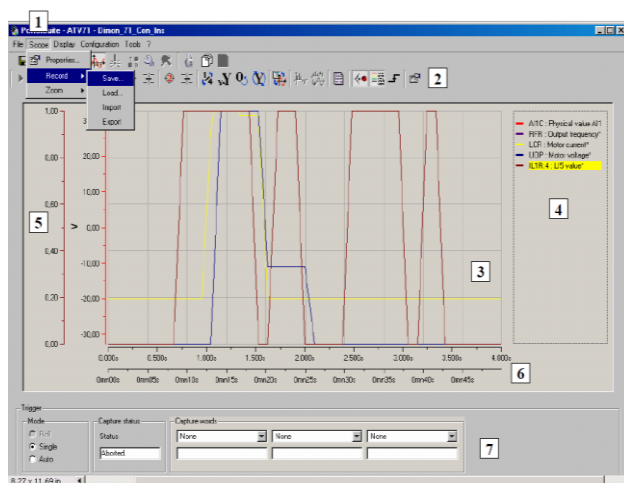 1
PowerSuite - ATV71 - Dimon_71_Con_Ins
File Scope Display Configuration Tools ?
Properties...
Record
Save...
Zoom
Load...
Import
Export
2
1,00
0,80
0,60
0,40
0,20
0,00
20,00
10,00
0,00
-10,00
-20,00
-30,00
V
5
3
4
AI1C : Physical value AI1
RFR : Output frequency*
LCR : Motor current*
UOP : Motor voltage*
IL1R.4 : LI5 value*
0.000s 0.500s 1.000s 1.500s 2.000s 2.500s 3.000s 3.500s 4.000s
0mn00s 0mn05s 0mn10s 0mn15s 0mn20s 0mn25s 0mn30s 0mn35s 0mn40s 0mn45s
6
Trigger
Mode
Roll
Single
Auto
Capture status
Status
Aborted
Capture words
None None None
7
8.27 x 11.69 in